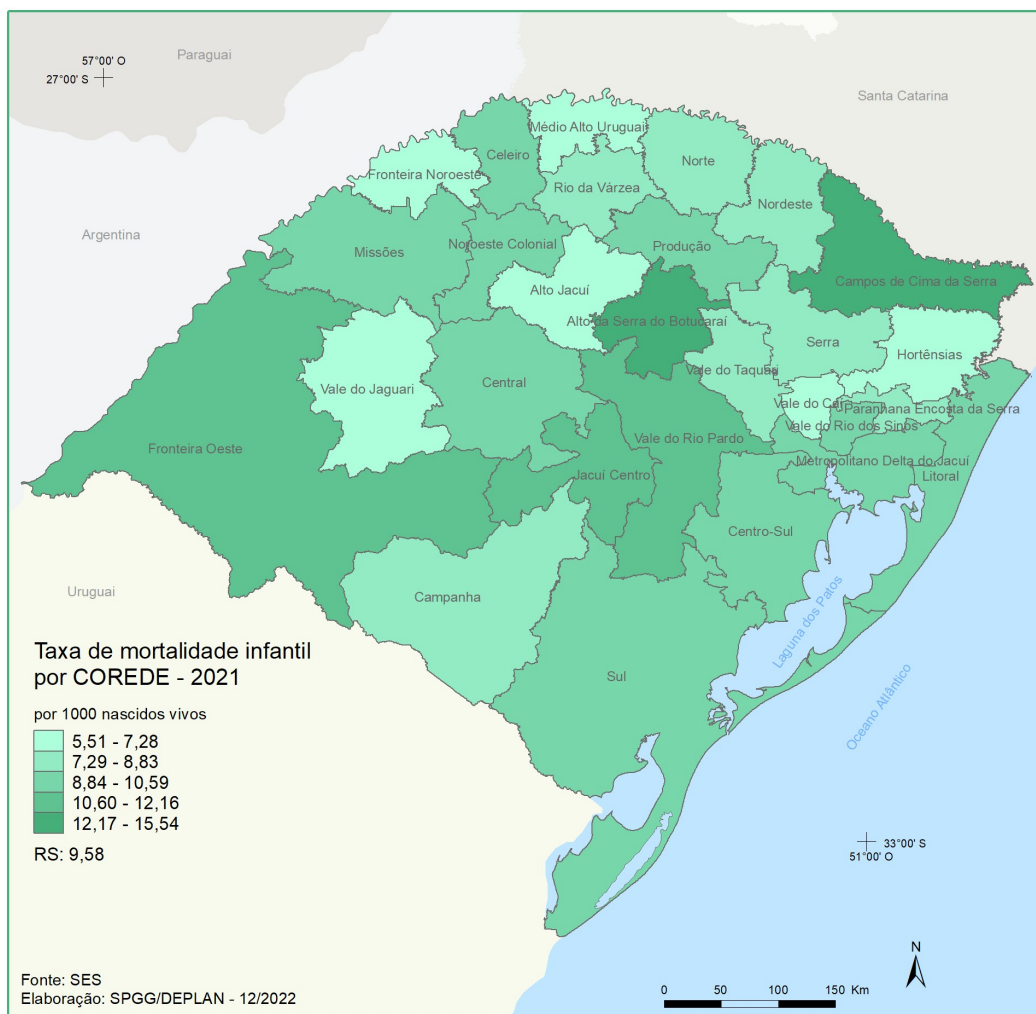 57°00' O
27°00' S
Paraguai
Santa Catarina
Argentina
Uruguai
Médio Alto Uruguai
Celeiro
Fronteira Noroeste
Norte
Rio da Várzea
Nordeste
Missões
Noroeste Colonial
Produção
Campos de Cima da Serra
Alto Jacuí
Alto da Serra do Botucaraí
Serra
Hortênsias
Vale do Taquari
Vale do Jaguari
Central
Vale do Caí
Paranhana Encosta da Serra
Vale do Rio dos Sinos
Fronteira Oeste
Vale do Rio Pardo
Metropolitano Delta do Jacuí
Litoral
Jacuí Centro
Centro-Sul
Campanha
Sul
Laguna dos Patos
Oceano Atlântico
Taxa de mortalidade infantil
por COREDE - 2021
por 1000 nascidos vivos
5,51 - 7,28
7,29 - 8,83
8,84 - 10,59
10,60 - 12,16
12,17 - 15,54
RS: 9,58
33°00' S
51°00' O
N
0 50 100 150 Km
Fonte: SES
Elaboração: SPGG/DEPLAN - 12/2022